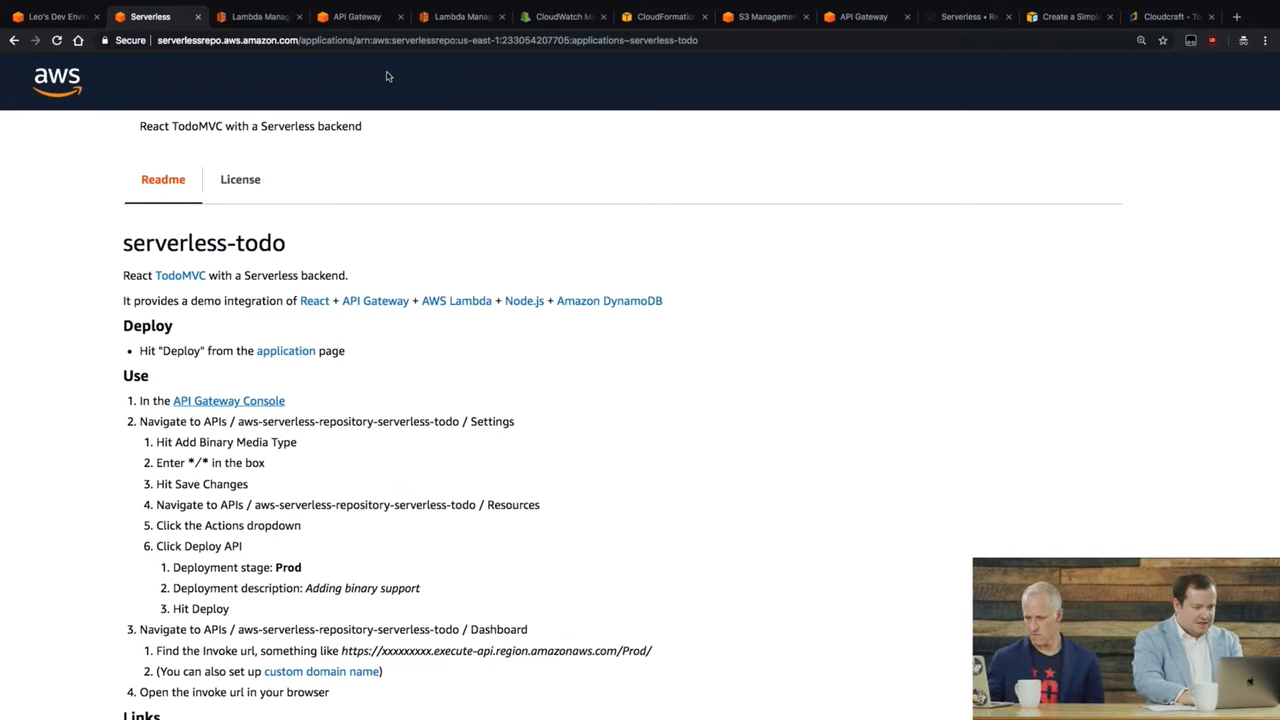 Leo's Dev Envir
Serverless
Lambda Manag
API Gateway
Lambda Manag
CloudWatch M
CloudFormation
S3 Managemen
API Gateway
Serverless • Re
Create a Simple
Cloudcraft - To
Secure
serverlessrepo.aws.amazon.com/applications/arn:aws:serverlessrepo:us-east-1:233054207705:applications~serverless-todo
aws
React TodoMVC with a Serverless backend
Readme
License
serverless-todo
React TodoMVC with a Serverless backend.
It provides a demo integration of React + API Gateway + AWS Lambda + Node.js + Amazon DynamoDB
Deploy
• Hit "Deploy" from the application page
Use
1. In the API Gateway Console
2. Navigate to APIs / aws-serverless-repository-serverless-todo / Settings
1. Hit Add Binary Media Type
2. Enter */* in the box
3. Hit Save Changes
4. Navigate to APIs / aws-serverless-repository-serverless-todo / Resources
5. Click the Actions dropdown
6. Click Deploy API
1. Deployment stage: Prod
2. Deployment description: Adding binary support
3. Hit Deploy
3. Navigate to APIs / aws-serverless-repository-serverless-todo / Dashboard
1. Find the Invoke url, something like https://xxxxxxxxx.execute-api.region.amazonaws.com/Prod/
2. (You can also set up custom domain name)
4. Open the invoke url in your browser
Links